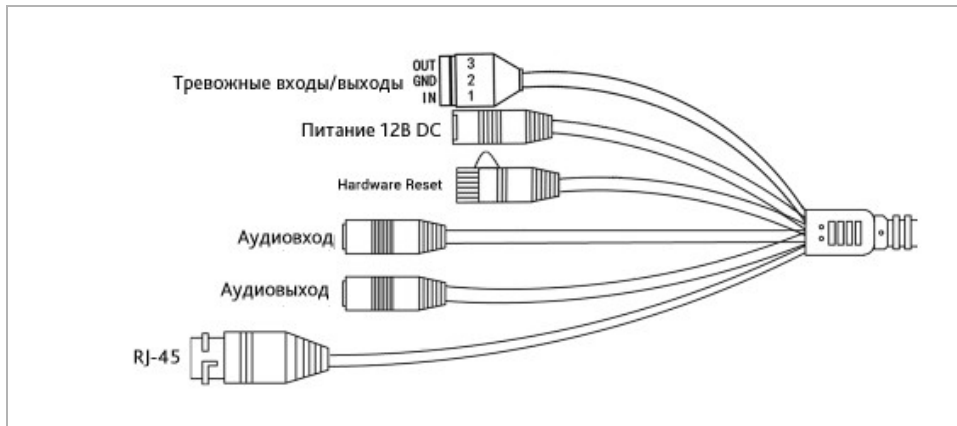 OUT 3
Тревожные входы/выходы GND 2
IN 1
Питание 12В DC
Hardware Reset
Аудиовход
Аудиовыход
RJ-45